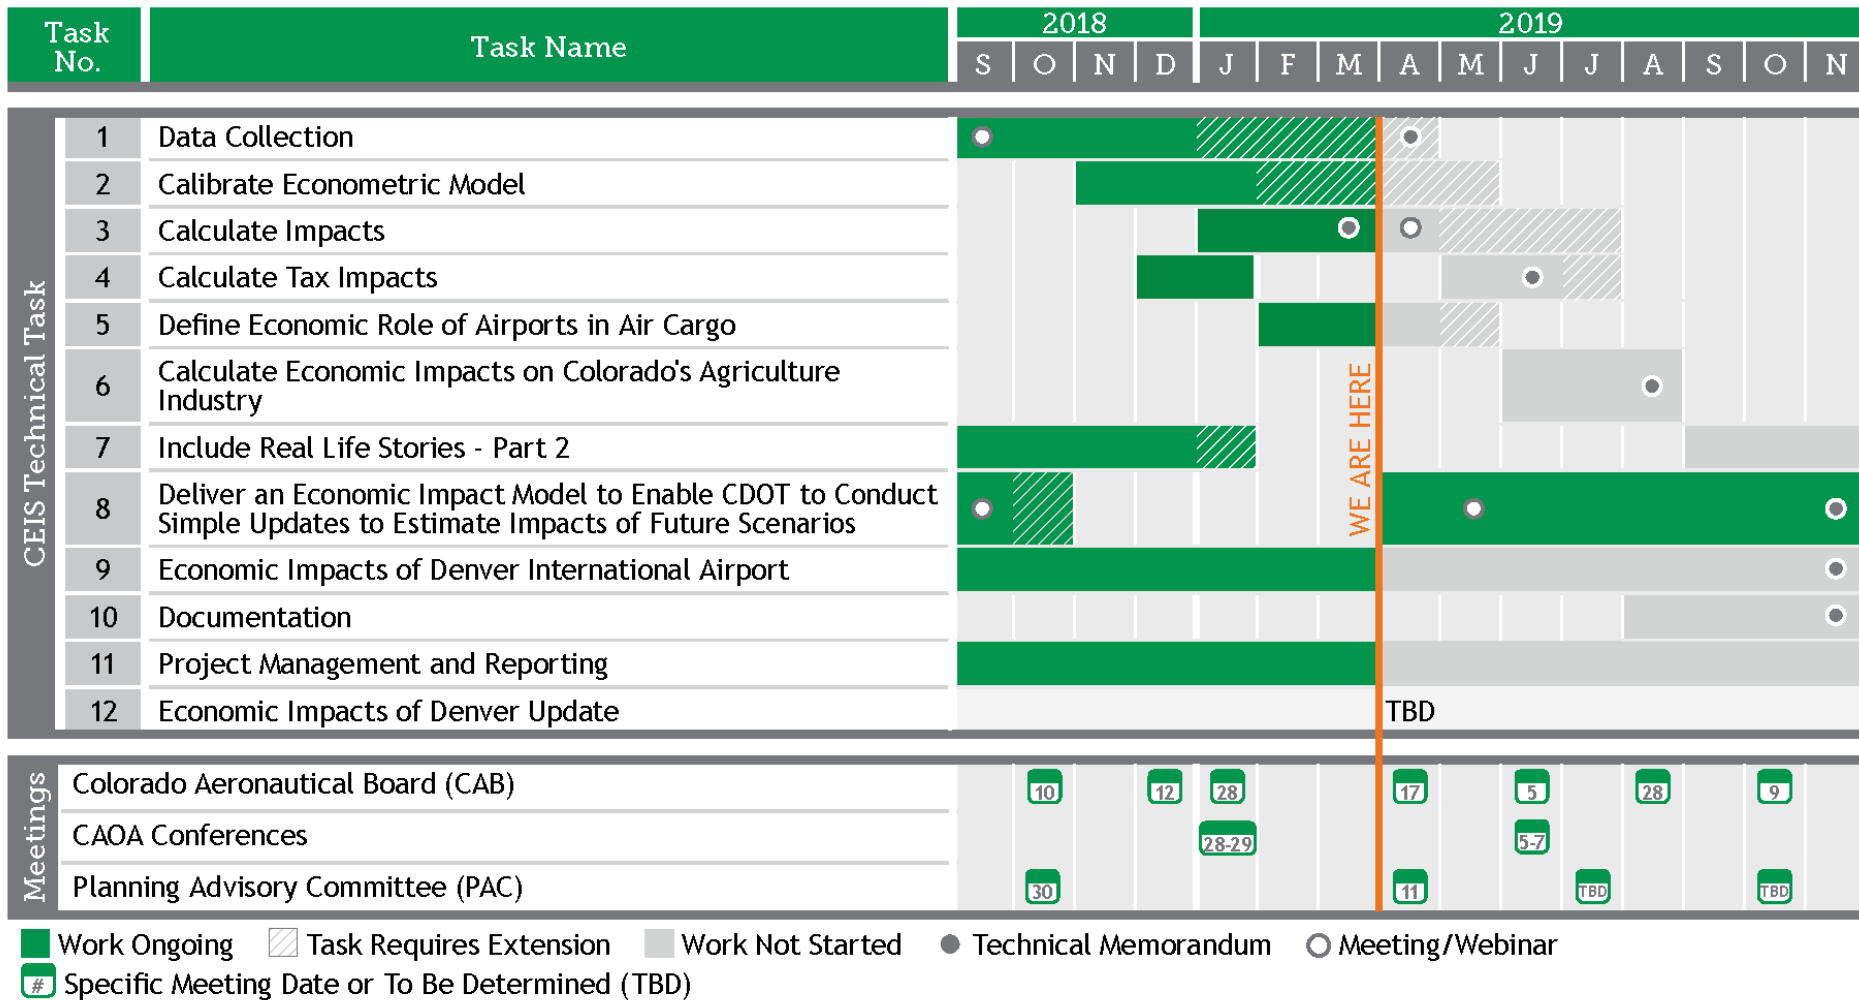 Task No.
Task Name
2018
2019
S O N D J F M A M J J A S O N
CEIS Technical Task
1 Data Collection
2 Calibrate Econometric Model
3 Calculate Impacts
4 Calculate Tax Impacts
5 Define Economic Role of Airports in Air Cargo
6 Calculate Economic Impacts on Colorado's Agriculture
Industry
7 Include Real Life Stories - Part 2
8 Deliver an Economic Impact Model to Enable CDOT to Conduct
Simple Updates to Estimate Impacts of Future Scenarios
9 Economic Impacts of Denver International Airport
10 Documentation
11 Project Management and Reporting
12 Economic Impacts of Denver Update TBD
WE ARE HERE
Meetings
Colorado Aeronautical Board (CAB) 10 12 28 17 5 28 9
CAOA Conferences 28-29 5-7
Planning Advisory Committee (PAC) 30 11 TBD TBD
Work Ongoing Task Requires Extension Work Not Started Technical Memorandum Meeting/Webinar
# Specific Meeting Date or To Be Determined (TBD)